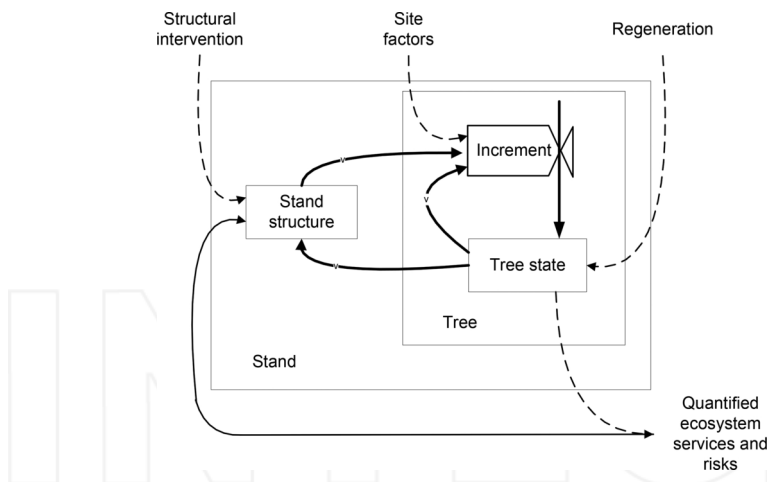 Structural
intervention
Site
factors
Regeneration
Increment
v
v
Stand
structure
v
Tree state
Tree
Stand
Quantified
ecosystem
services and
risks